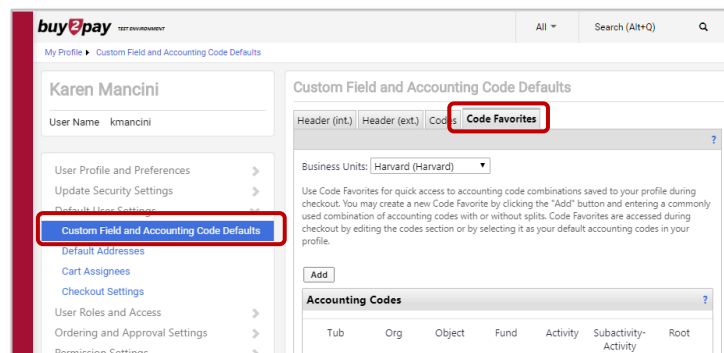 buy2pay TEST ENVIRONMENT
All
Search (Alt+Q)
My Profile
Custom Field and Accounting Code Defaults
Karen Mancini
User Name kmancini
User Profile and Preferences
Update Security Settings
Default User Settings
Custom Field and Accounting Code Defaults
Default Addresses
Cart Assignees
Checkout Settings
User Roles and Access
Ordering and Approval Settings
Permission Settings
Custom Field and Accounting Code Defaults
Header (int.) Header (ext.) Codes Code Favorites
?
Business Units: Harvard (Harvard)
Use Code Favorites for quick access to accounting code combinations saved to your profile during
checkout. You may create a new Code Favorite by clicking the "Add" button and entering a commonly
used combination of accounting codes with or without splits. Code Favorites are accessed during
checkout by editing the codes section or by selecting it as your default accounting codes in your
profile.
Add
Accounting Codes ?
Tub Org Object Fund Activity Subactivity- Root
Activity